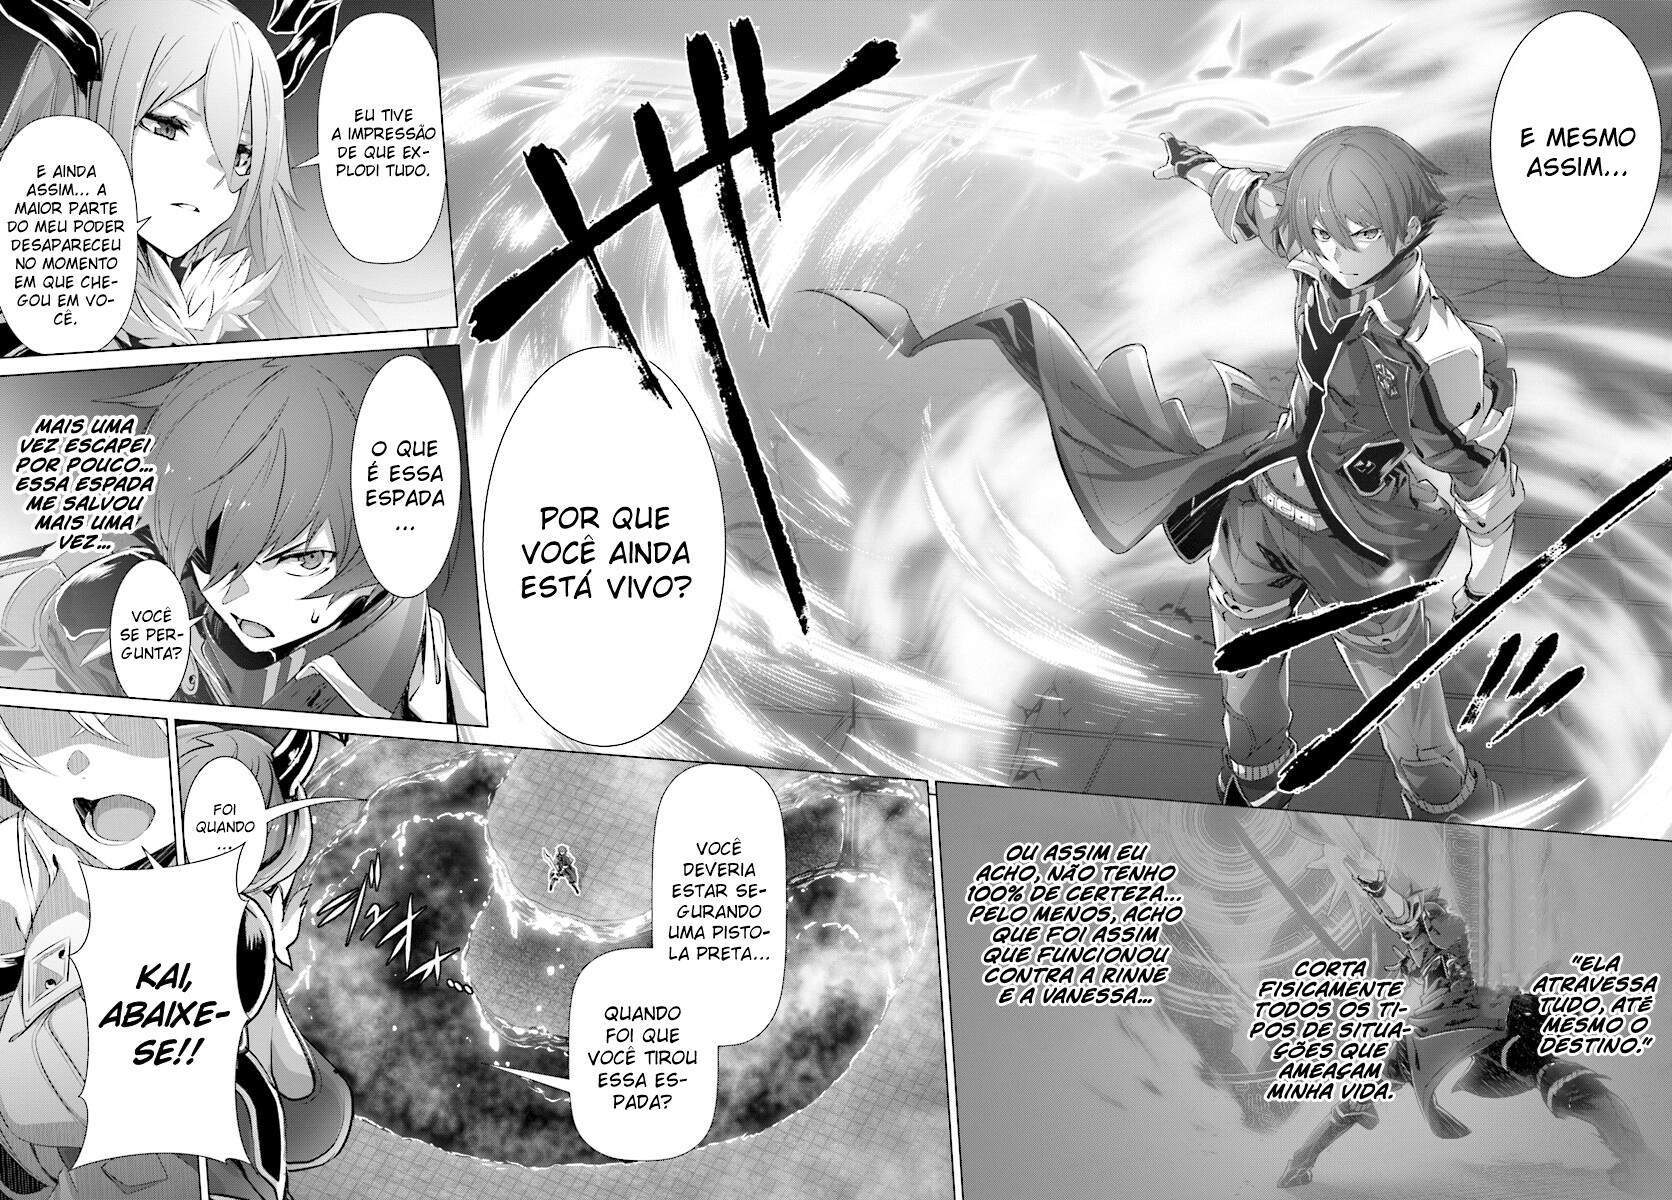 E MESMO
ASSIM...
POR QUE
VOCÊ AINDA
ESTÁ VIVO?
"ELA
ATRAVESSA
TUDO, ATÉ
MESMO O
DESTINO."
CORTA
FISICAMENTE
TODOS OS TI-
POS DE SITUA-
ÇÕES QUE
AMEAÇAM
MINHA VIDA.
OU ASSIM EU
ACHO, NÃO TENHO
100% DE CERTEZA...
PELO MENOS, ACHO
QUE FOI ASSIM
QUE FUNCIONOU
CONTRA A RINNE
E A VANESSA...
EU TIVE
A IMPRESSÃO
DE QUE EX-
PLODI TUDO.
E AINDA
ASSIM... A
MAIOR PARTE
DO MEU PODER
DESAPARECEU
NO MOMENTO
EM QUE CHE-
GOU EM VO-
CÊ.
O QUE
É ESSA
ESPADA
...
MAIS UMA
VEZ ESCAPEI
POR POUCO...
ESSA ESPADA
ME SALVOU
MAIS UMA
VEZ...
VOCÊ
SE PER-
GUNTA?
VOCÊ
DEVERIA
ESTAR SE-
GURANDO
UMA PISTO-
LA PRETA...
QUANDO
FOI QUE
VOCÊ TIROU
ESSA ES-
PADA?
FOI
QUANDO
...
KAI,
ABAIXE-
SE!!